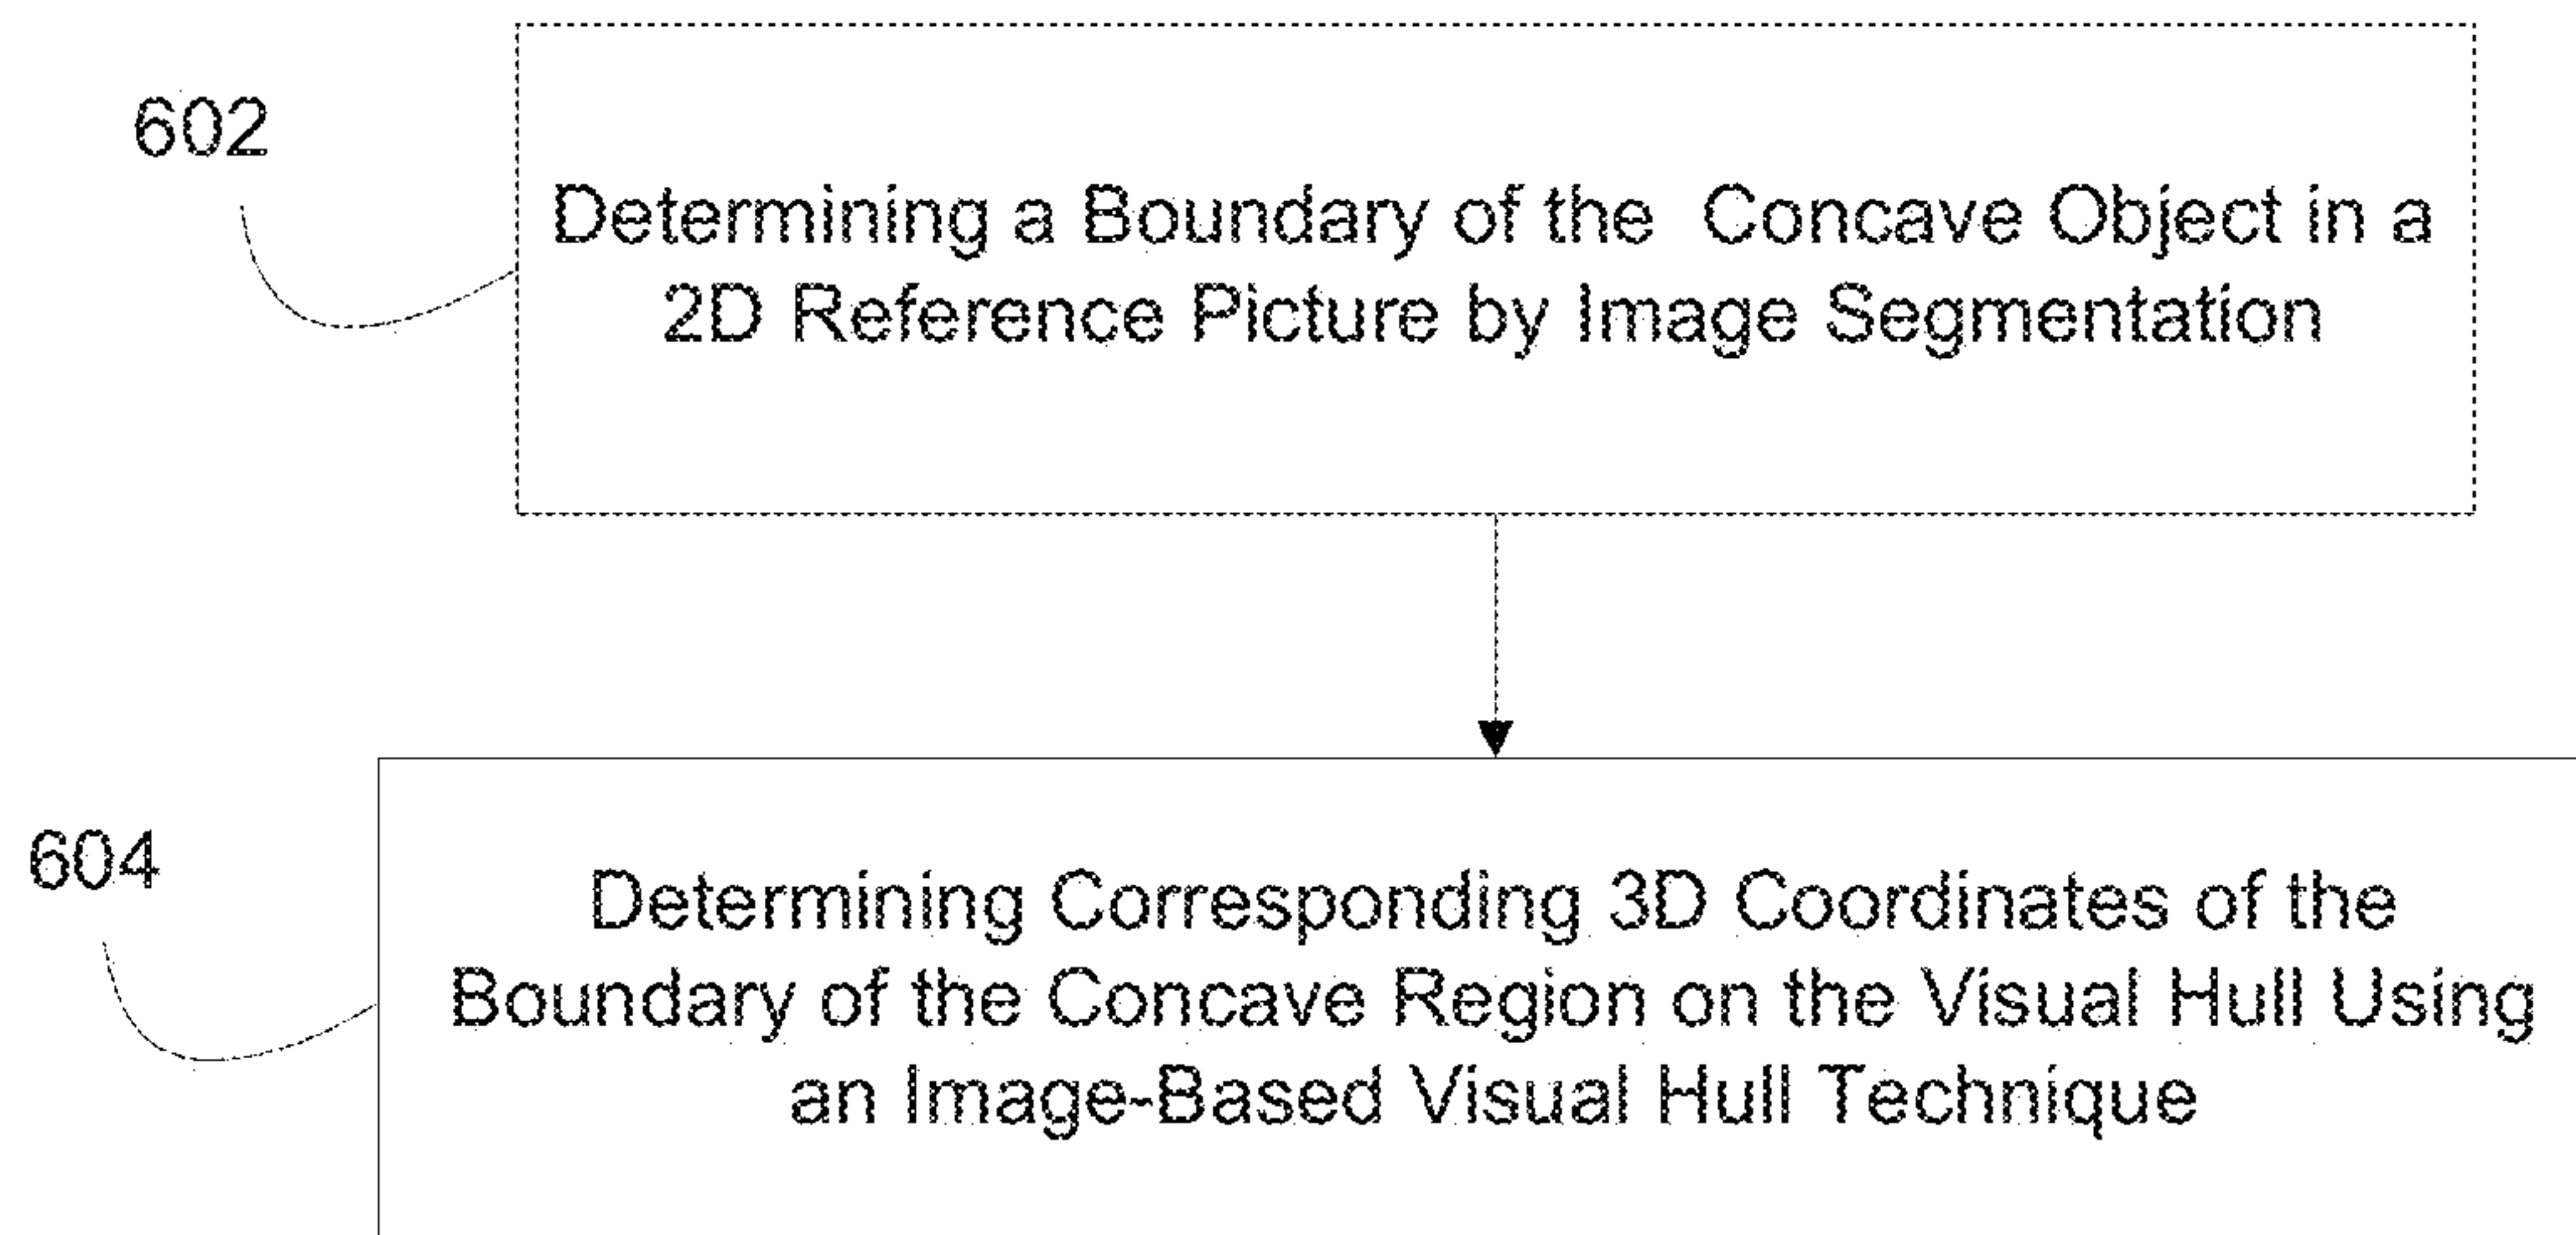 602
Determining a Boundary of the Concave Object in a
2D Reference Picture by Image Segmentation
604
Determining Corresponding 3D Coordinates of the
Boundary of the Concave Region on the Visual Hull Using
an Image-Based Visual Hull Technique